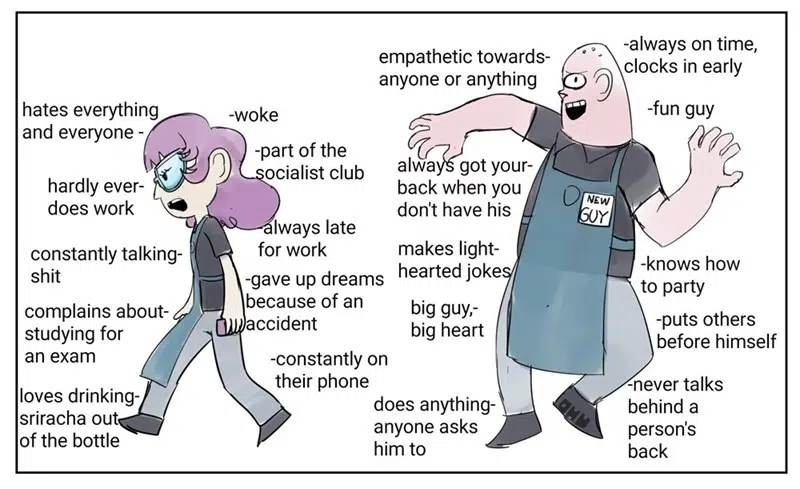 hates everything
and everyone -
-woke
-part of the
socialist club
hardly ever-
does work
-always late
for work
constantly talking-
shit
-gave up dreams
because of an
accident
complains about-
studying for
an exam
-constantly on
their phone
loves drinking-
sriracha out
of the bottle
empathetic towards-
anyone or anything
-always on time,
clocks in early
-fun guy
always got your-
back when you
don't have his
NEW
GUY
makes light-
hearted jokes
-knows how
to party
big guy,-
big heart
-puts others
before himself
does anything-
anyone asks
him to
-never talks
behind a
person's
back